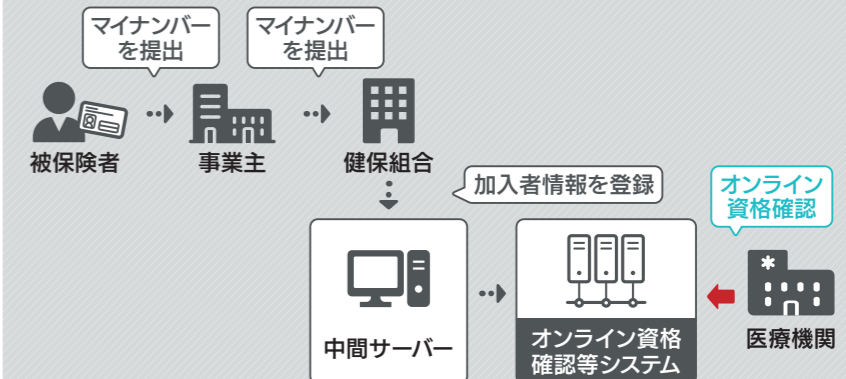 マイナンバー
を提出
マイナンバー
を提出
被保険者
事業主
健保組合
加入者情報を登録
オンライン
資格確認
中間サーバー
オンライン資格
確認等システム
医療機関